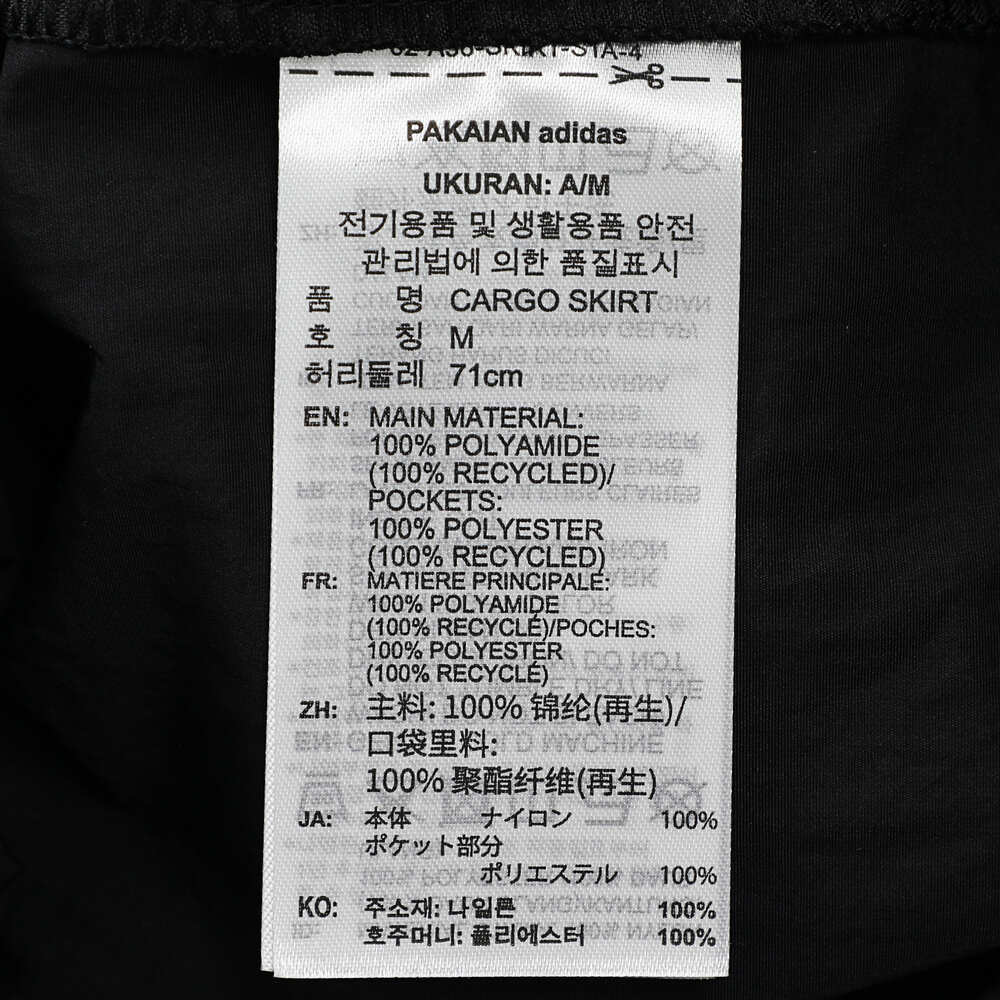 PAKAIAN adidas
UKURAN: A/M
전기용품 및 생활용품 안전
관리법에 의한 품질표시
품 명 CARGO SKIRT
호 칭 M
허리둘레 71cm
EN: MAIN MATERIAL:
100% POLYAMIDE
(100% RECYCLED)/
POCKETS:
100% POLYESTER
(100% RECYCLED)
FR: MATIERE PRINCIPALE:
100% POLYAMIDE
(100% RECYCLÉ)/POCHES:
100% POLYESTER
(100% RECYCLÉ)
ZH: 主料: 100% 锦纶(再生)/
口袋里料:
100% 聚酯纤维(再生)
JA: 本体 ナイロン 100%
ポケット部分
ポリエステル 100%
KO: 주소재: 나일론 100%
호주머니: 폴리에스터 100%